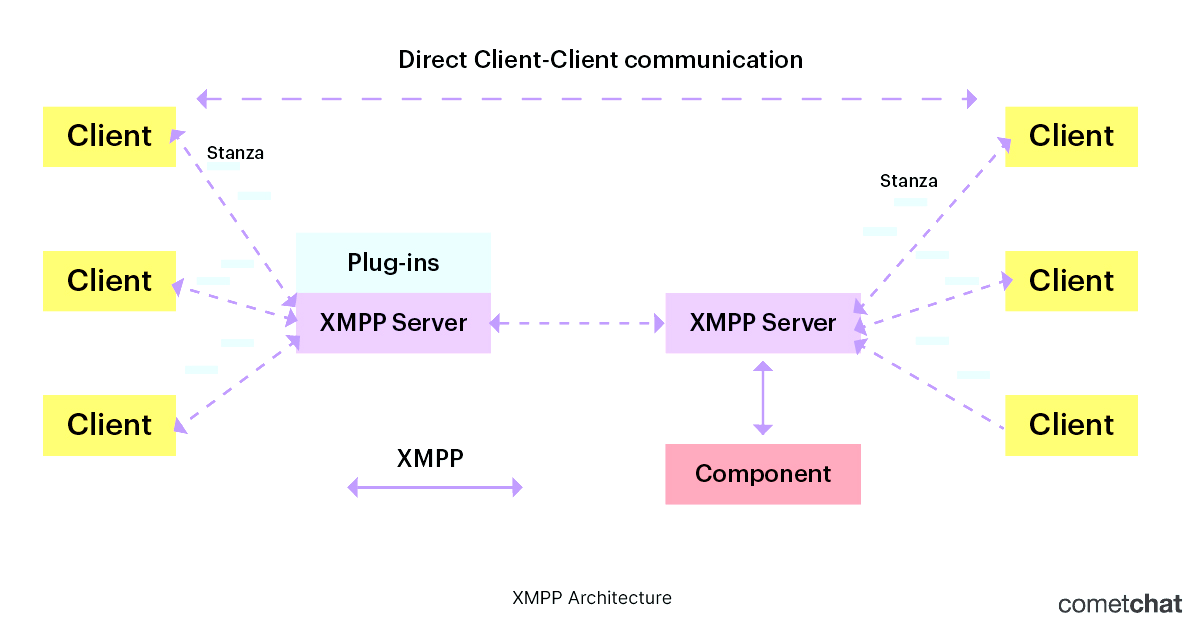 Direct Client-Client communication
Client
Client
Stanza
Stanza
Plug-ins
Client
Client
XMPP Server
XMPP Server
Client
Client
XMPP
Component
XMPP Architecture
cometchat